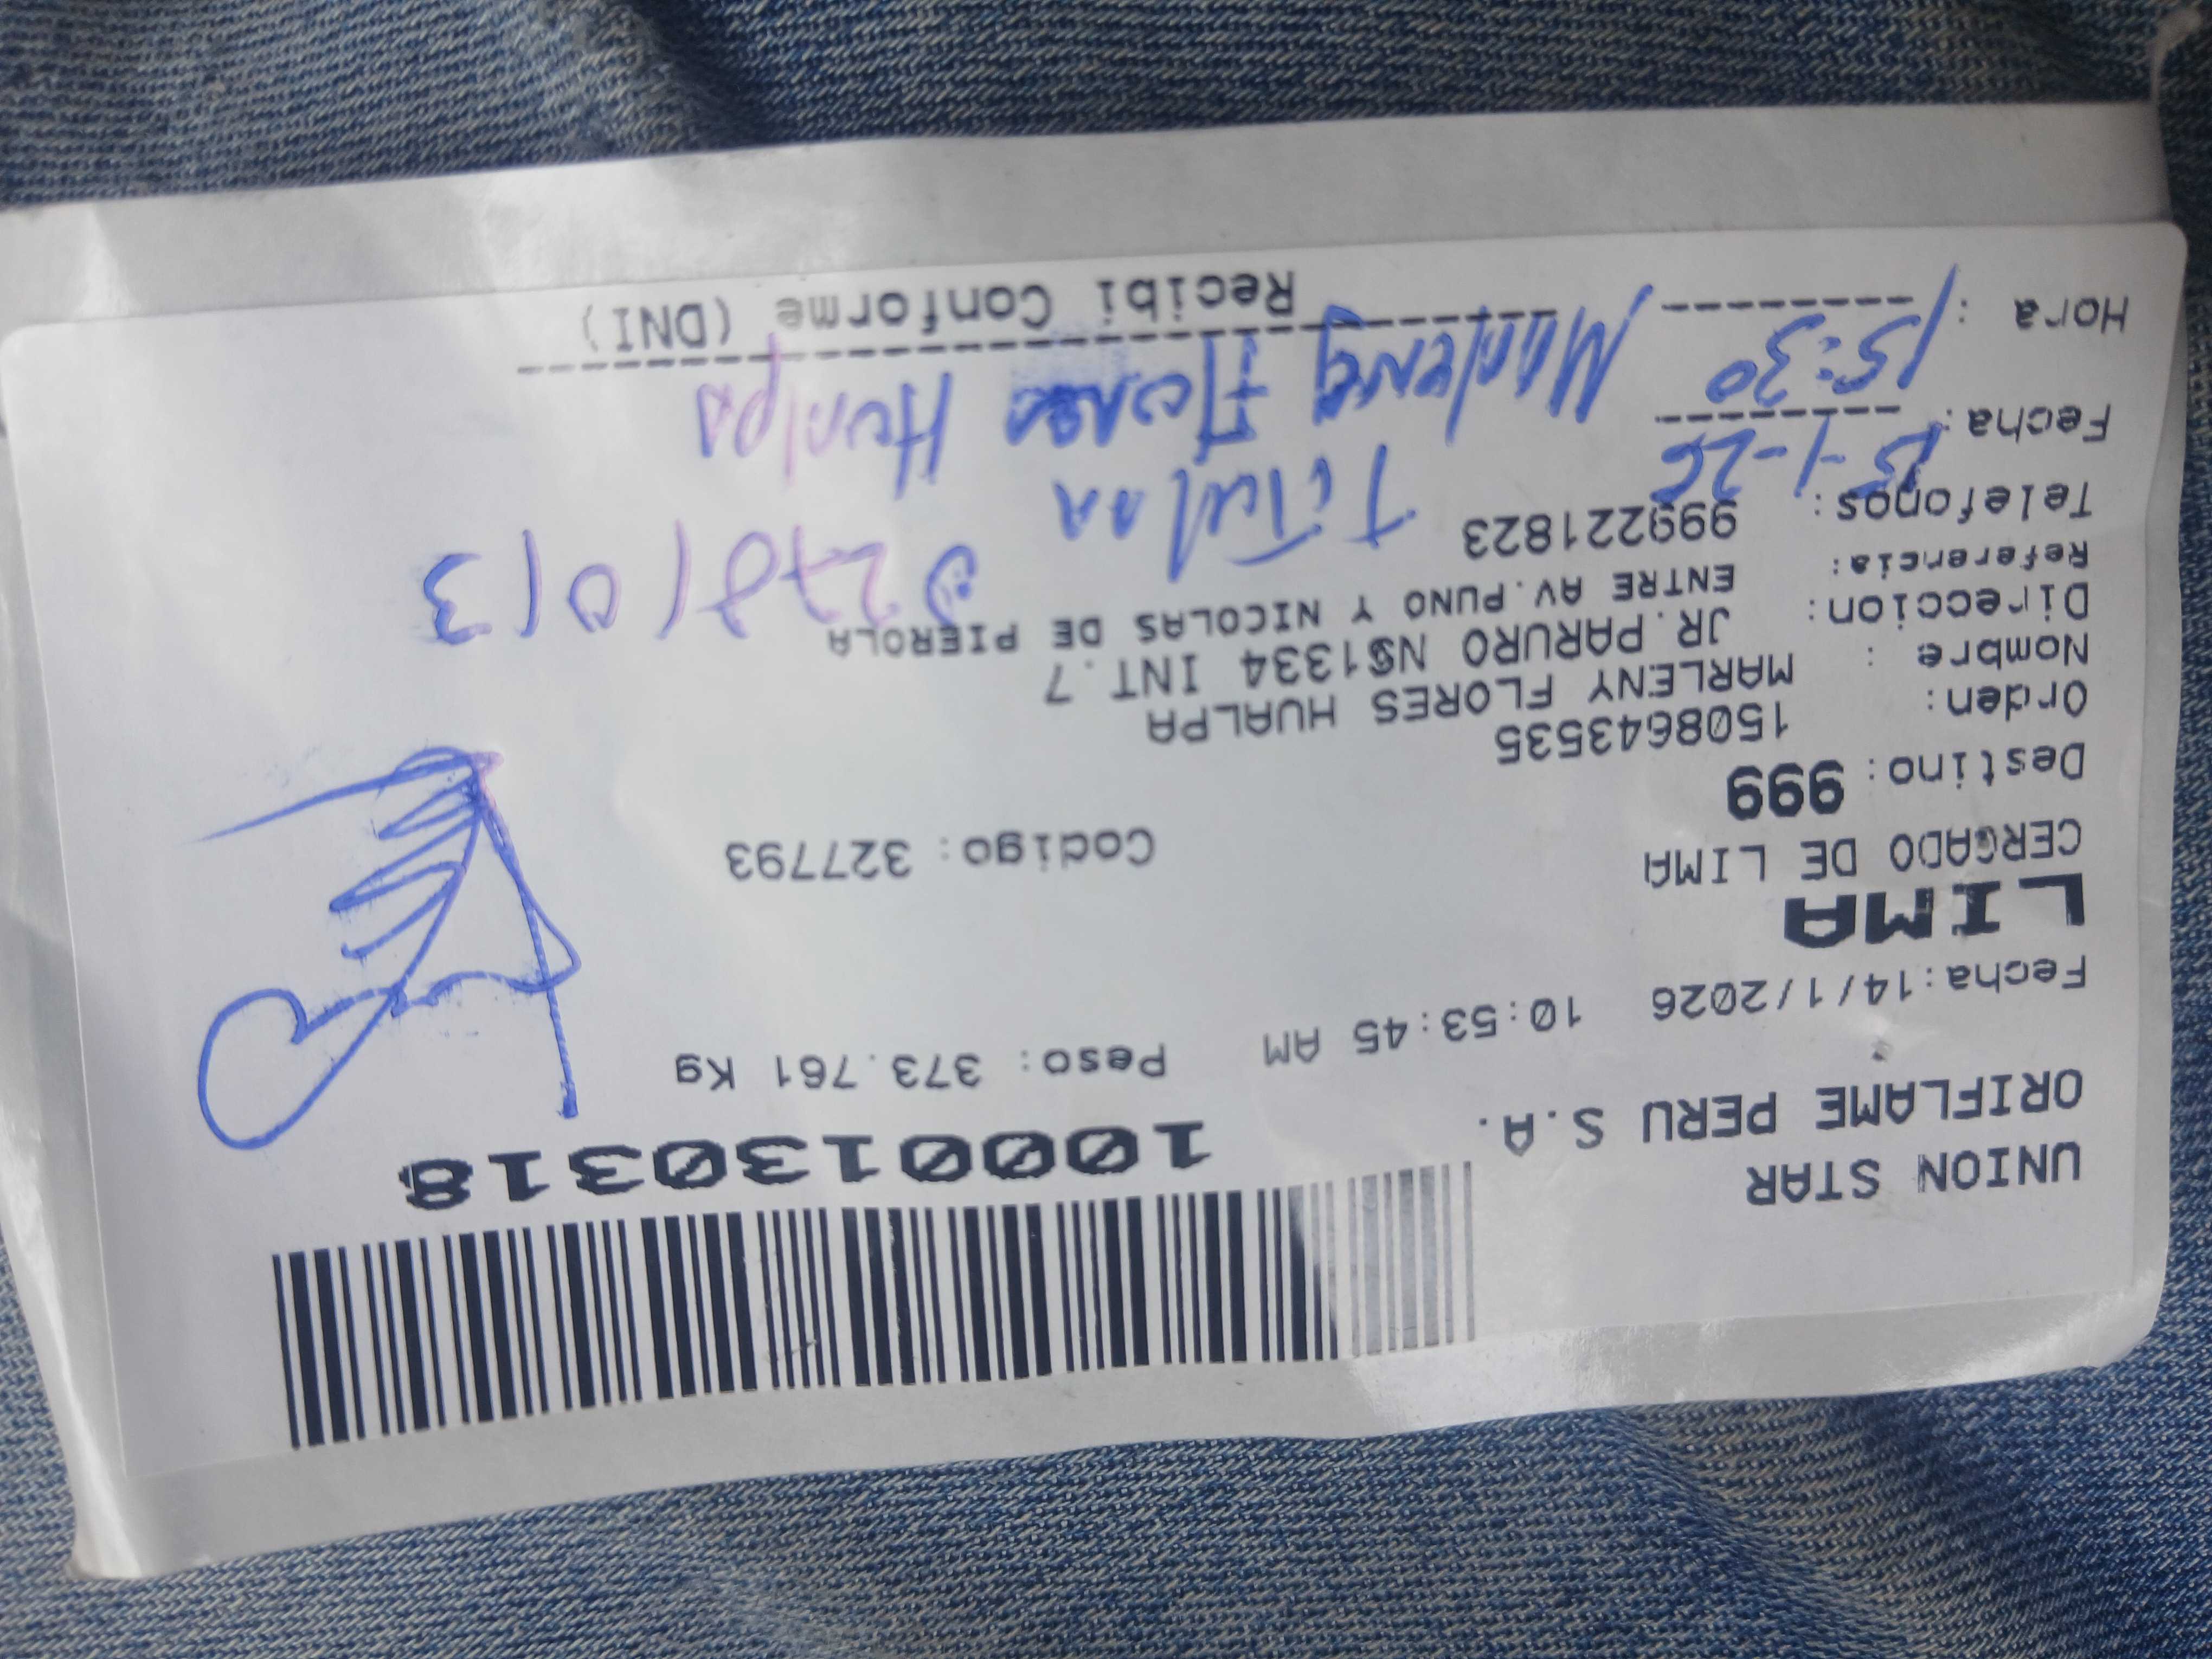 UNION STAR
ORIFLAME PERU S.A.
1000130318
Fecha:14/1/2026 10:53:45 AM Peso: 373.761 Kg
LIMA
CERCADO DE LIMA
Destino: 999 Codigo: 327793
Orden: 1508643535
Nombre : MARLENY FLORES HUALPA
Direccion: JR.PARURO N$1334 INT.7
Referencia: ENTRE AV.PUNO Y NICOLAS DE PIEROLA
Telefonos: 999221823
Titular
Fecha: 15-1-26
Marleny Flores Hualpa
Hora : 15:30
Recibi Conforme (DNI)